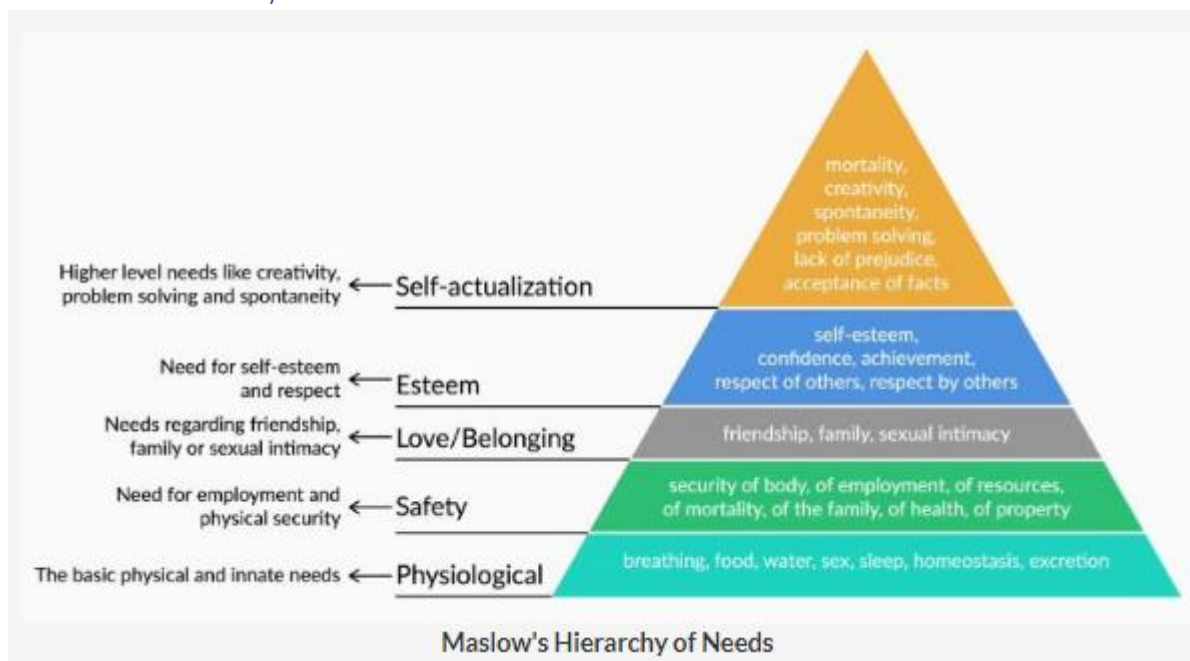 mortality,
creativity,
spontaneity,
problem solving,
lack of prejudice,
acceptance of facts
Higher level needs like creativity,
problem solving and spontaneity
Self-actualization
self-esteem,
confidence, achievement,
respect of others, respect by others
Need for self-esteem
and respect
Esteem
Needs regarding friendship,
family or sexual intimacy
Love/Belonging
friendship, family, sexual intimacy
Need for employment and
physical security
Safety
security of body, of employment, of resources,
of mortality, of the family, of health, of property
The basic physical and innate needs
Physiological
breathing, food, water, sex, sleep, homeostasis, excretion
Maslow's Hierarchy of Needs